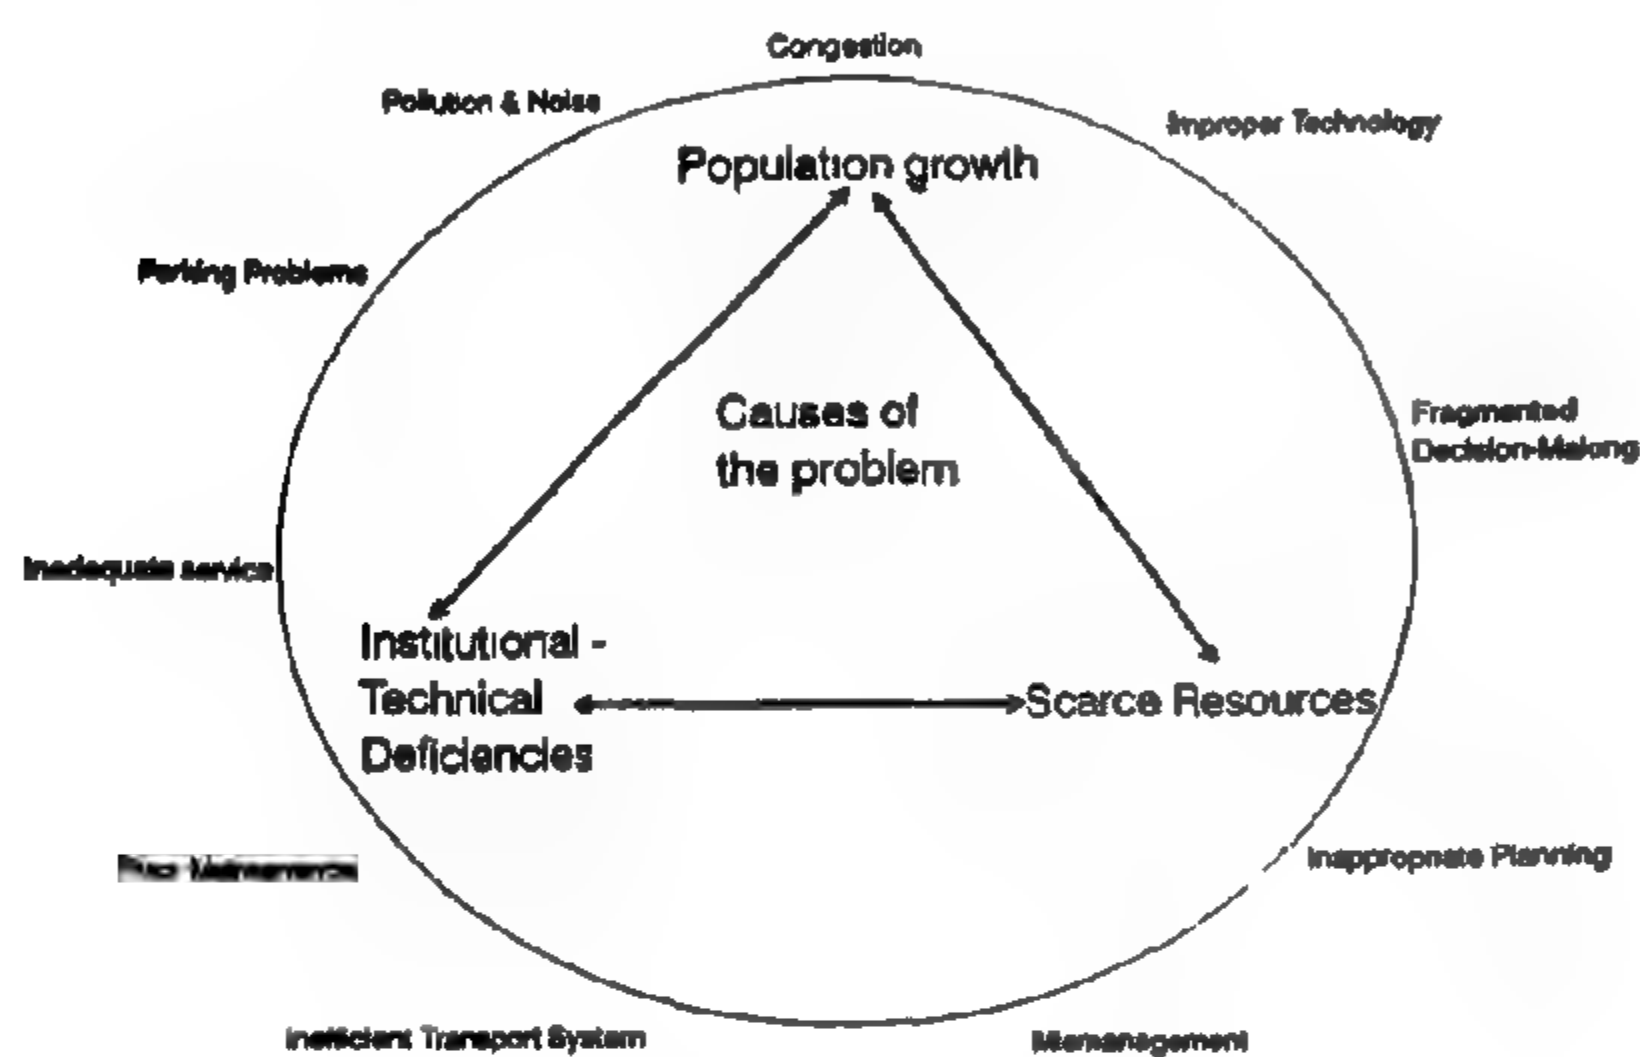 Congestion
Pollution & Noise
Improper Technology
Population growth
Parking Problems
Causes of
the problem
Fragmented
Decision-Making
Inadequate service
Institutional -
Technical
Deficiencies
Scarce Resources
Inappropriate Planning
Inefficient Transport System
Mismanagement